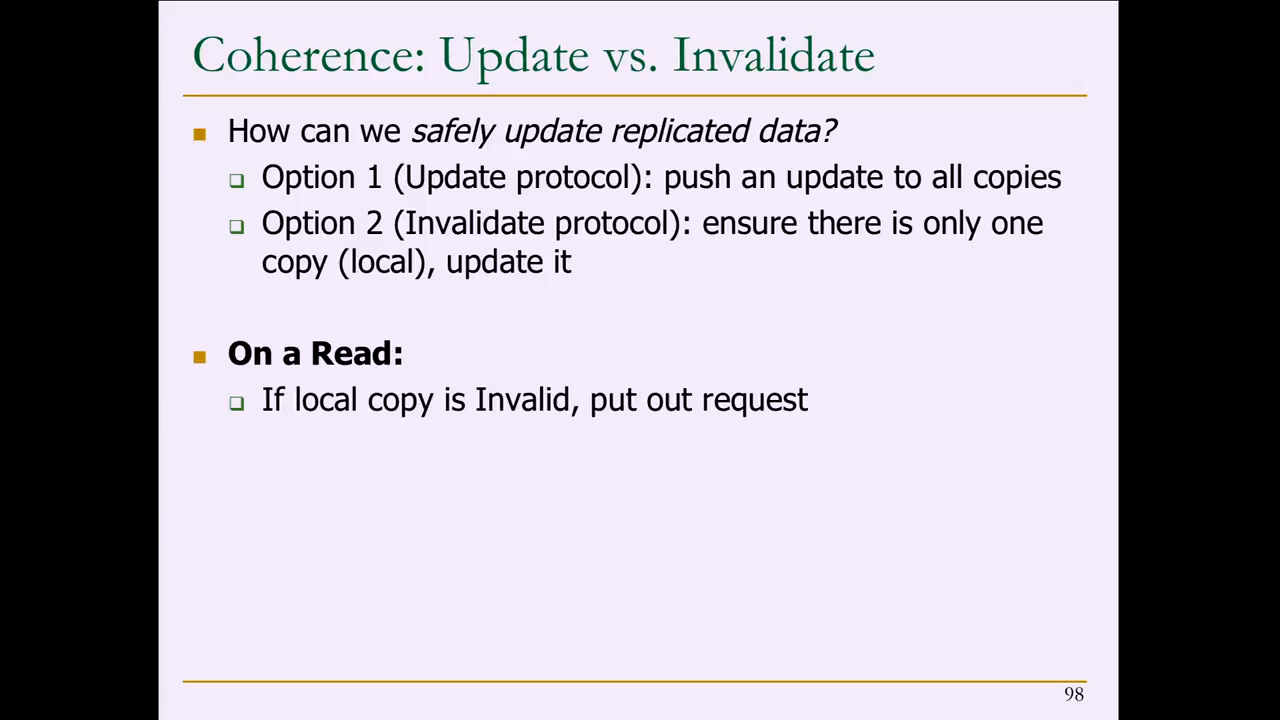 Coherence: Update vs. Invalidate
How can we safely update replicated data?
Option 1 (Update protocol): push an update to all copies
Option 2 (Invalidate protocol): ensure there is only one
copy (local), update it
On a Read:
If local copy is Invalid, put out request
98